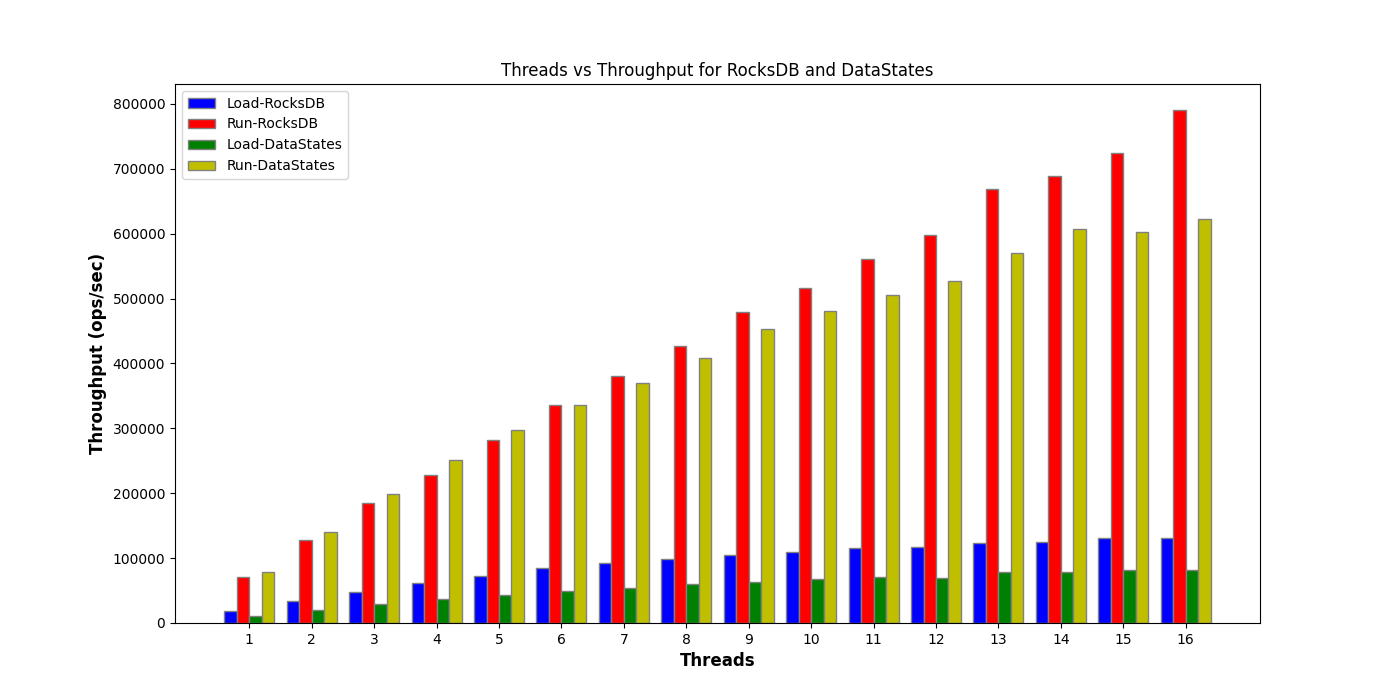 Threads vs Throughput for RocksDB and DataStates
Load-RocksDB
Run-RocksDB
Load-DataStates
Run-DataStates
800000
700000
600000
500000
400000
300000
200000
100000
0
Throughput (ops/sec)
1 2 3 4 5 6 7 8 9 10 11 12 13 14 15 16
Threads